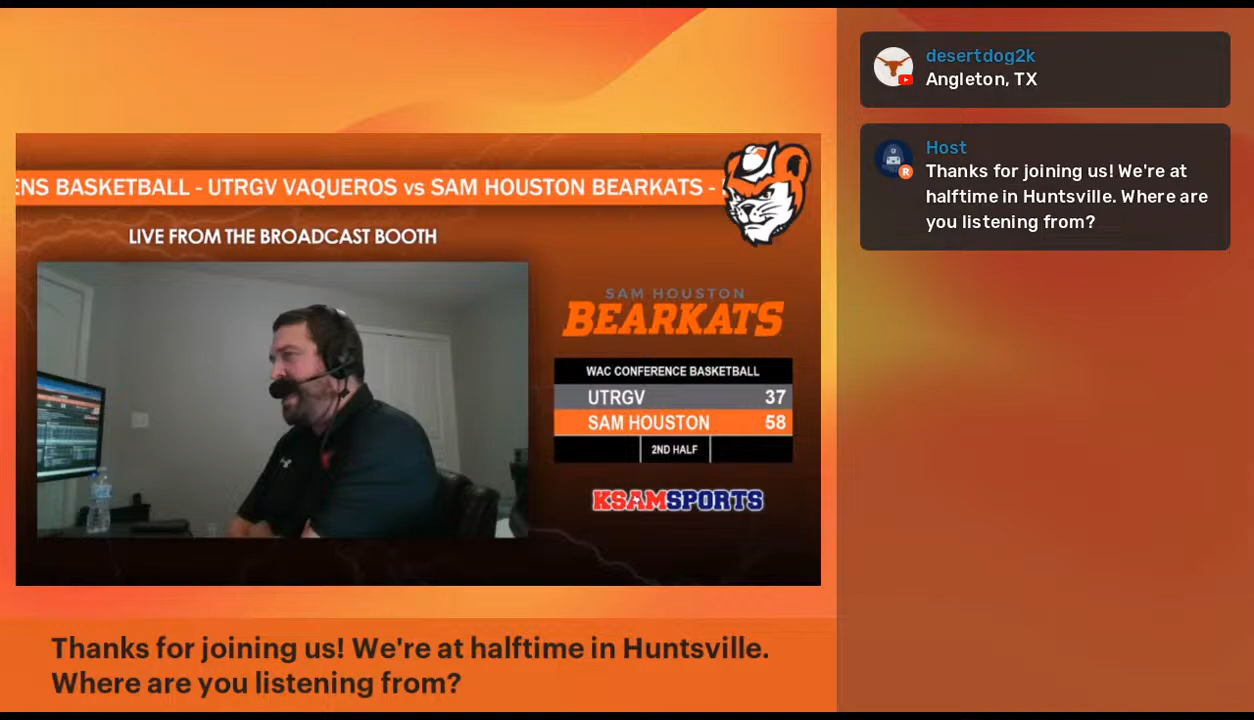 ENS BASKETBALL - UTRGV VAQUEROS vs SAM HOUSTON BEARKATS -
LIVE FROM THE BROADCAST BOOTH
SAM HOUSTON
BEARKATS
WAC CONFERENCE BASKETBALL
UTRGV 37
SAM HOUSTON 58
2ND HALF
KSAMSPORTS
Thanks for joining us! We're at halftime in Huntsville.
Where are you listening from?
desertdog2k
Angleton, TX
Host
R
Thanks for joining us! We're at
halftime in Huntsville. Where are
you listening from?